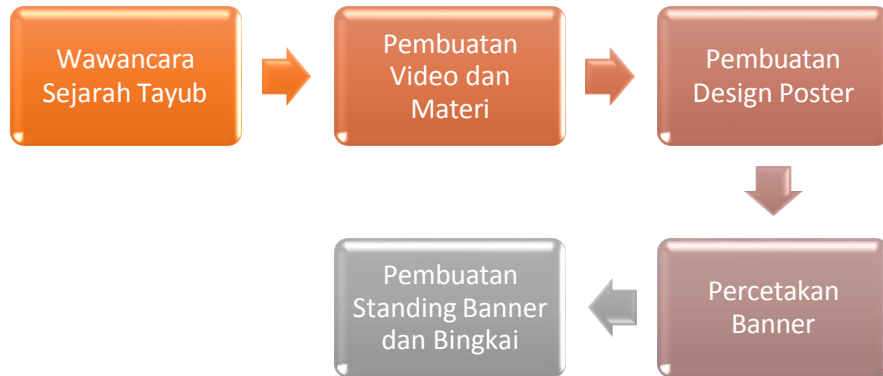 Wawancara
Sejarah Tayub
Pembuatan
Video dan
Materi
Pembuatan
Design Poster
Percetakan
Banner
Pembuatan
Standing Banner
dan Bingkai